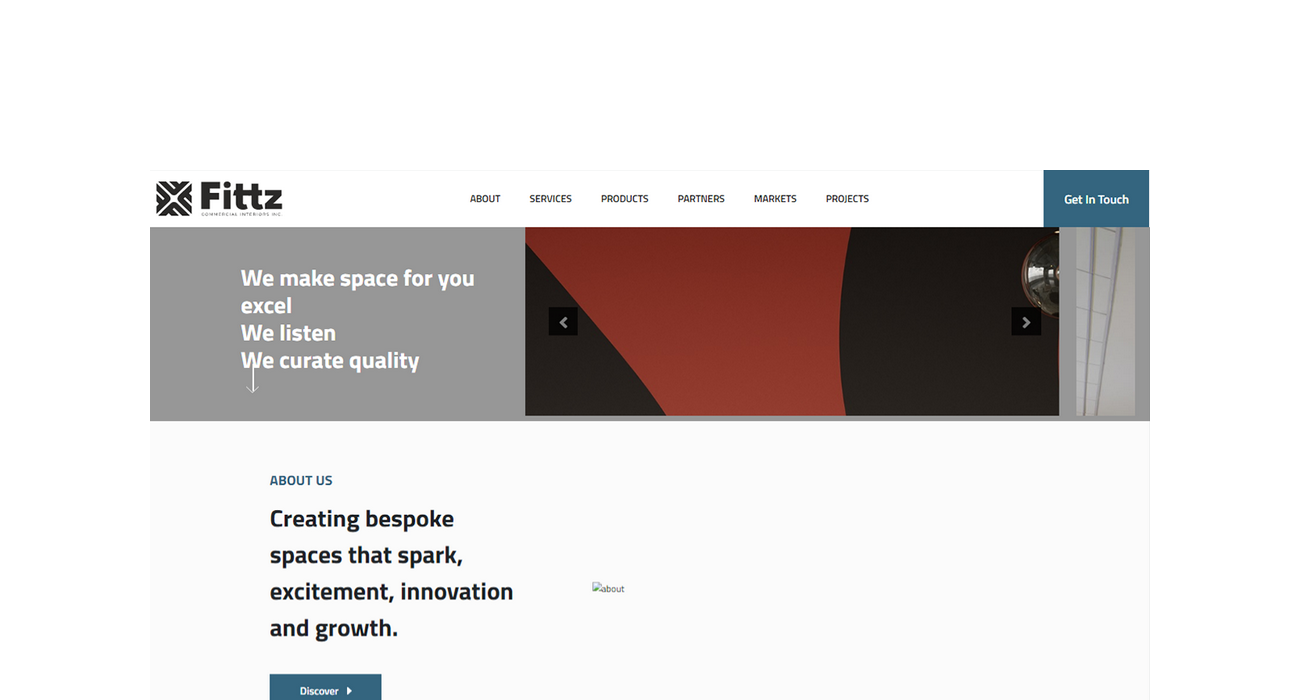 Fittz
COMMERCIAL INTERIORS INC.
ABOUT
SERVICES
PRODUCTS
PARTNERS
MARKETS
PROJECTS
Get In Touch
We make space for you
excel
We listen
We curate quality
ABOUT US
Creating bespoke
spaces that spark,
excitement, innovation
and growth.
about
Discover